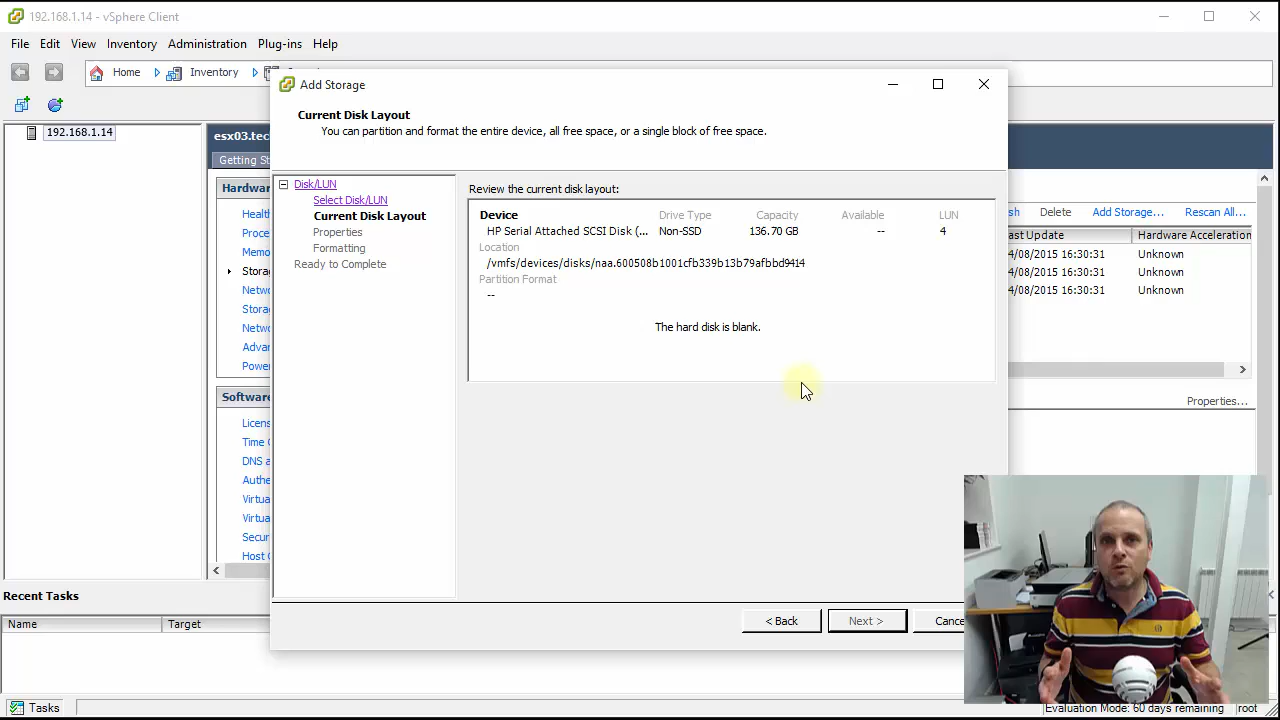 192.168.1.14 - vSphere Client
File Edit View Inventory Administration Plug-ins Help
Home Inventory
192.168.1.14
esx03.tec
Getting St
Hardwar
Health
Proce
Memo
Storag
Netwo
Storag
Netwo
Advar
Power
Software
Licens
Time C
DNS a
Authe
Virtua
Virtua
Secur
Host C
Add Storage
Current Disk Layout
You can partition and format the entire device, all free space, or a single block of free space.
Disk/LUN
Select Disk/LUN
Current Disk Layout
Properties
Formatting
Ready to Complete
Review the current disk layout:
Device Drive Type Capacity Available LUN
HP Serial Attached SCSI Disk (... Non-SSD 136.70 GB -- 4
Location
/vmfs/devices/disks/naa.600508b1001cfb339b13b79afbbd9414
Partition Format
--
The hard disk is blank.
< Back Next > Cance
sh Delete Add Storage... Rescan All...
ast Update Hardware Acceleration
4/08/2015 16:30:31 Unknown
4/08/2015 16:30:31 Unknown
4/08/2015 16:30:31 Unknown
Properties...
Recent Tasks
Name Target
Tasks
Evaluation Mode: 60 days remaining root